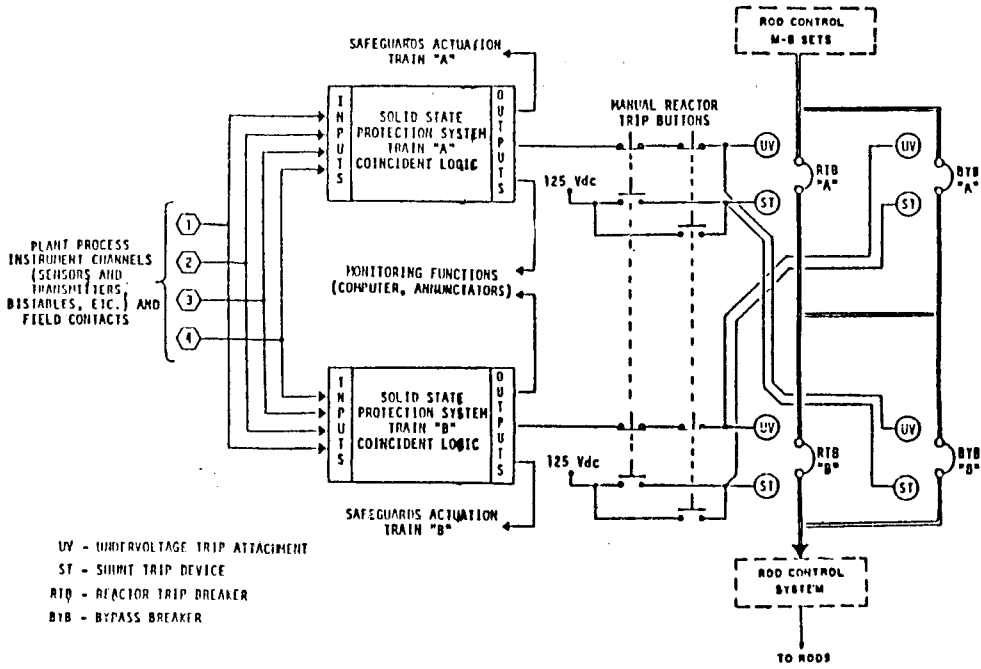 ROD CONTROL
M-G SETS
SAFEGUARDS ACTUATION
TRAIN "A"
INPUTS
SOLID STATE
PROTECTION SYSTEM
TRAIN "A"
COINCIDENT LOGIC
OUTPUTS
MANUAL REACTOR
TRIP BUTTONS
UV
RTB
"A"
UV
BYB
"A"
125 Vdc
ST
ST
1
2
3
4
PLANT PROCESS
INSTRUMENT CHANNELS
(SENSORS AND
TRANSMITTERS,
BISTABLES, ETC.) AND
FIELD CONTACTS
MONITORING FUNCTIONS
(COMPUTER, ANNUNCIATORS)
INPUTS
SOLID STATE
PROTECTION SYSTEM
TRAIN "B"
COINCIDENT LOGIC
OUTPUTS
UV
UV
RTB
"B"
BYB
"B"
125 Vdc
ST
ST
SAFEGUARDS ACTUATION
TRAIN "B"
UV - UNDERVOLTAGE TRIP ATTACHMENT
ST - SHUNT TRIP DEVICE
RTB - REACTOR TRIP BREAKER
BYB - BYPASS BREAKER
ROD CONTROL
SYSTEM
TO RODS